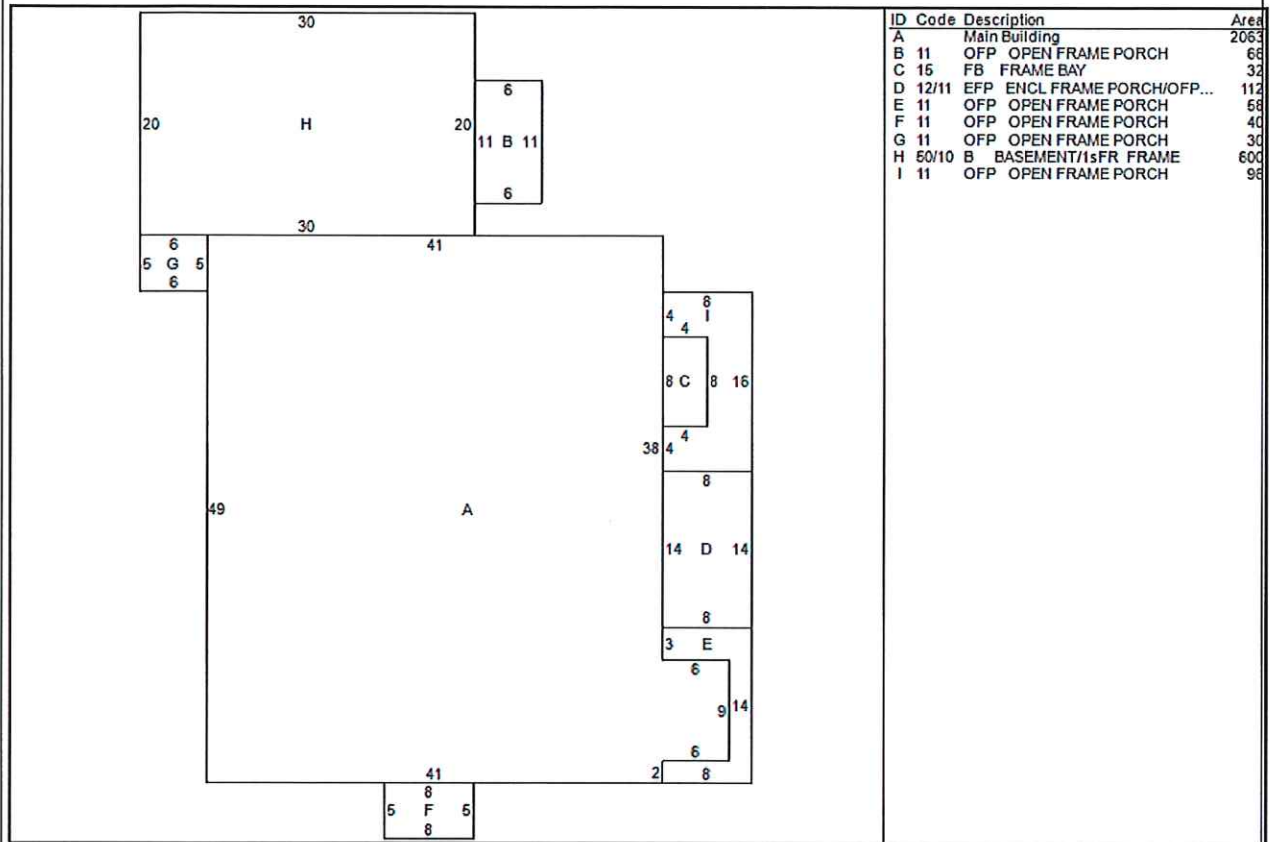 30
20 H 20
6
11 B 11
6
30
41
6
5 G 5
6
8
4 I
4
8 C 8 16
4
38 4
8
49 A
14 D 14
8
3 E
6
9 14
6
41 2 8
8
5 F 5
8
ID Code Description Area
A Main Building 2063
B 11 OFP OPEN FRAME PORCH 66
C 15 FB FRAME BAY 32
D 12/11 EFP ENCL FRAME PORCH/OFP... 112
E 11 OFP OPEN FRAME PORCH 58
F 11 OFP OPEN FRAME PORCH 40
G 11 OFP OPEN FRAME PORCH 30
H 50/10 B BASEMENT/1sFR FRAME 600
I 11 OFP OPEN FRAME PORCH 96